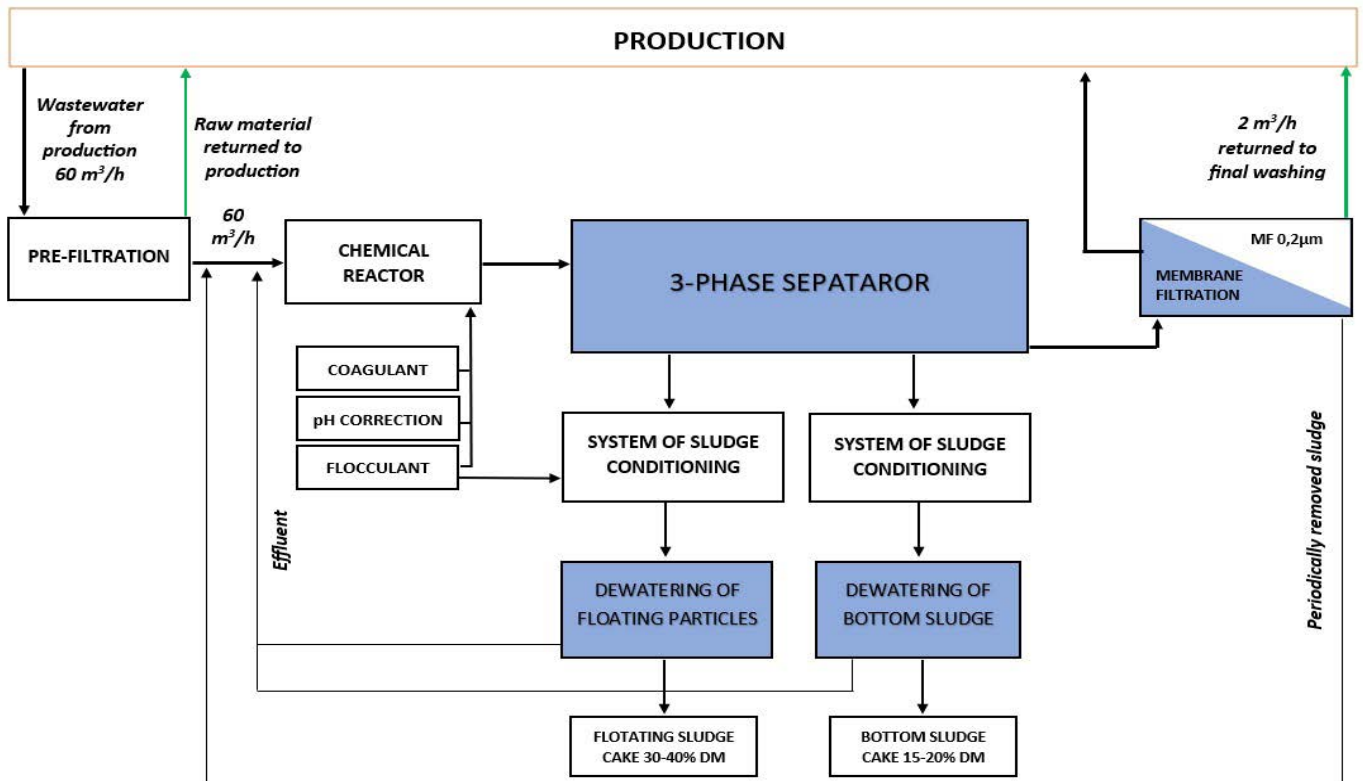 PRODUCTION
Wastewater
from
production
60 m³/h
Raw material
returned to
production
2 m³/h
returned to
final washing
PRE-FILTRATION
60
m³/h
CHEMICAL
REACTOR
3-PHASE SEPATAROR
MF 0,2µm
MEMBRANE
FILTRATION
COAGULANT
pH CORRECTION
FLOCCULANT
SYSTEM OF SLUDGE
CONDITIONING
SYSTEM OF SLUDGE
CONDITIONING
Effluent
Periodically removed sludge
DEWATERING OF
FLOATING PARTICLES
DEWATERING OF
BOTTOM SLUDGE
FLOTATING SLUDGE
CAKE 30-40% DM
BOTTOM SLUDGE
CAKE 15-20% DM